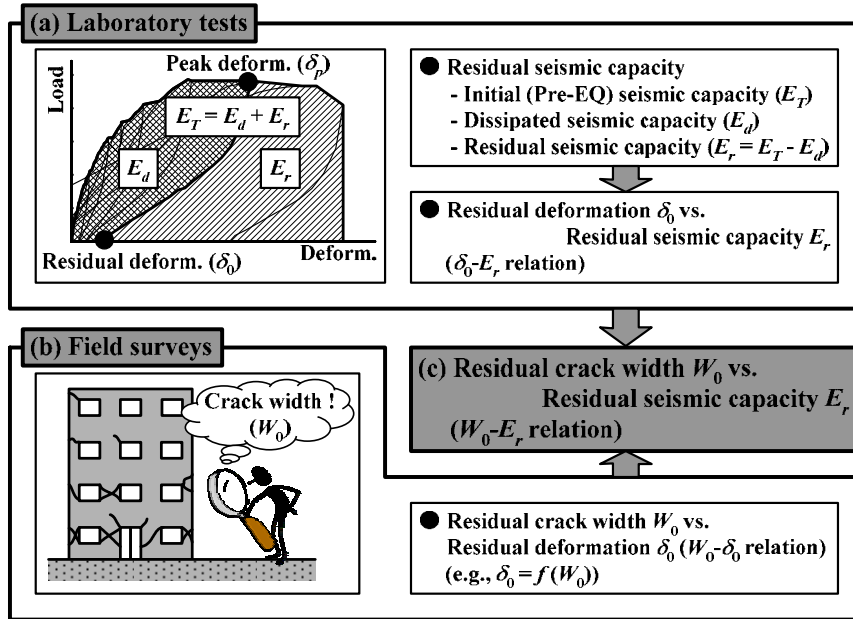 (a) Laboratory tests
Peak deform. (δp)
Load
ET = Ed + Er
Ed
Er
Deform.
Residual deform. (δ0)
● Residual seismic capacity
- Initial (Pre-EQ) seismic capacity (ET)
- Dissipated seismic capacity (Ed)
- Residual seismic capacity (Er = ET - Ed)
● Residual deformation δ0 vs.
Residual seismic capacity Er
(δ0-Er relation)
(b) Field surveys
Crack width !
(W0)
(c) Residual crack width W0 vs.
Residual seismic capacity Er
(W0-Er relation)
● Residual crack width W0 vs.
Residual deformation δ0 (W0-δ0 relation)
(e.g., δ0 = f(W0))